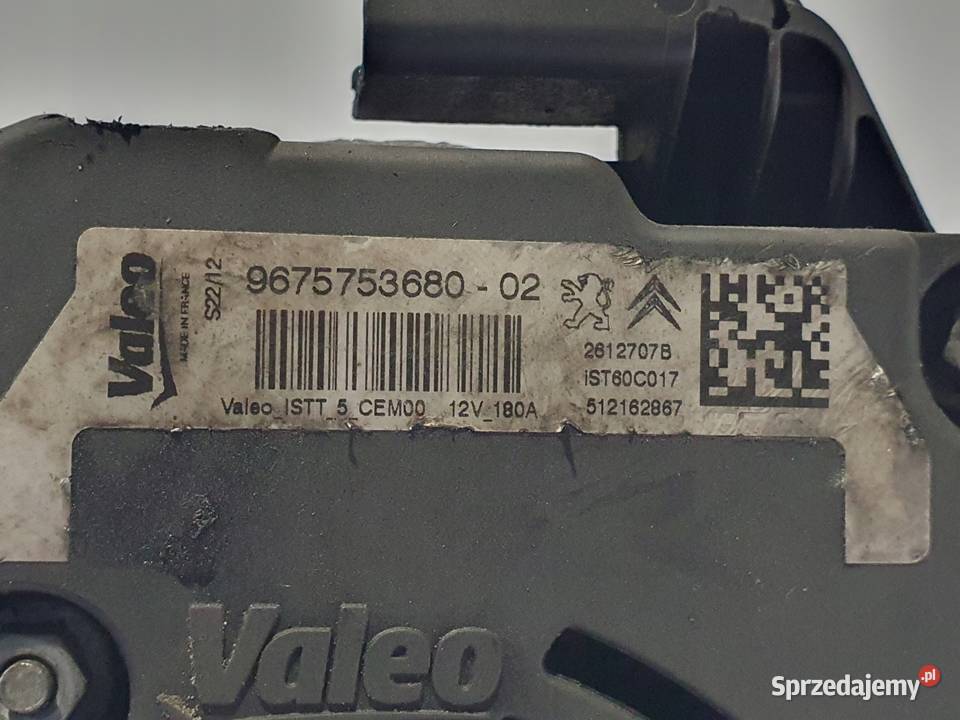 Valeo
MADE IN FRANCE
S22/12
9675753680 - 02
2612707B
iST60C017
Valeo_ISTT_5_CEM00 12V_180A
512162867
Valeo
Sprzedajemy.pl